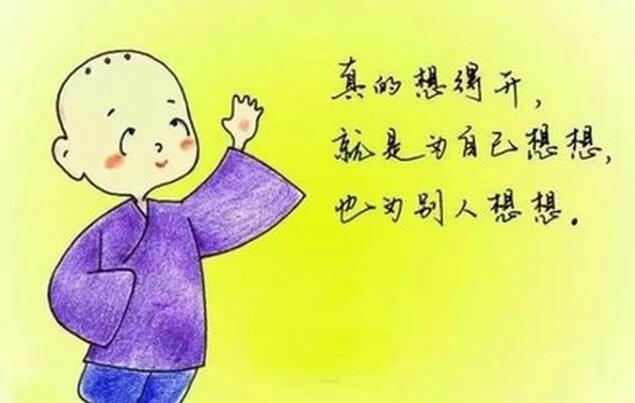 真的想得开，
就是为自己想想，
也为别人想想．